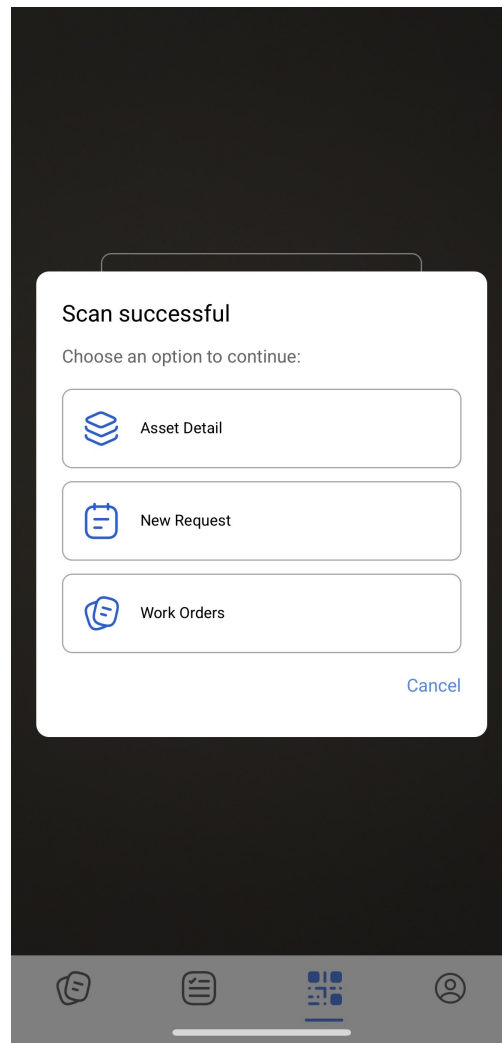 Scan successful
Choose an option to continue:
Asset Detail
New Request
Work Orders
Cancel